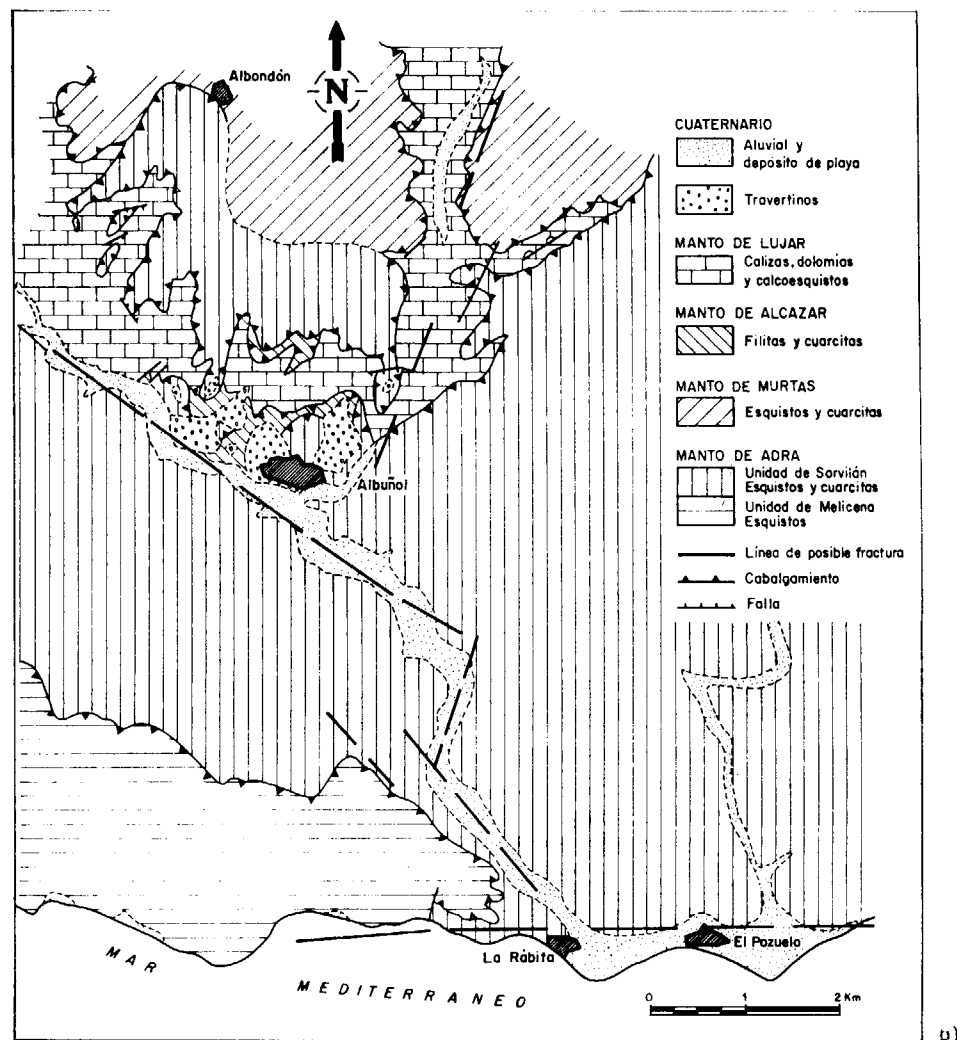 Albondón
N
CUATERNARIO
Aluvial y
depósito de playa
Travertinos
MANTO DE LUJAR
Calizas, dolomias
y calcoesquistos
MANTO DE ALCAZAR
Filitas y cuarcitas
MANTO DE MURTAS
Esquistos y cuarcitas
MANTO DE ADRA
Unidad de Sorvilán
Esquistos y cuarcitas
Unidad de Melicena
Esquistos
Línea de posible fractura
Cabalgamiento
Falla
Albuñol
La Rábita
El Pozuelo
MAR
MEDITERRANEO
0 1 2 Km